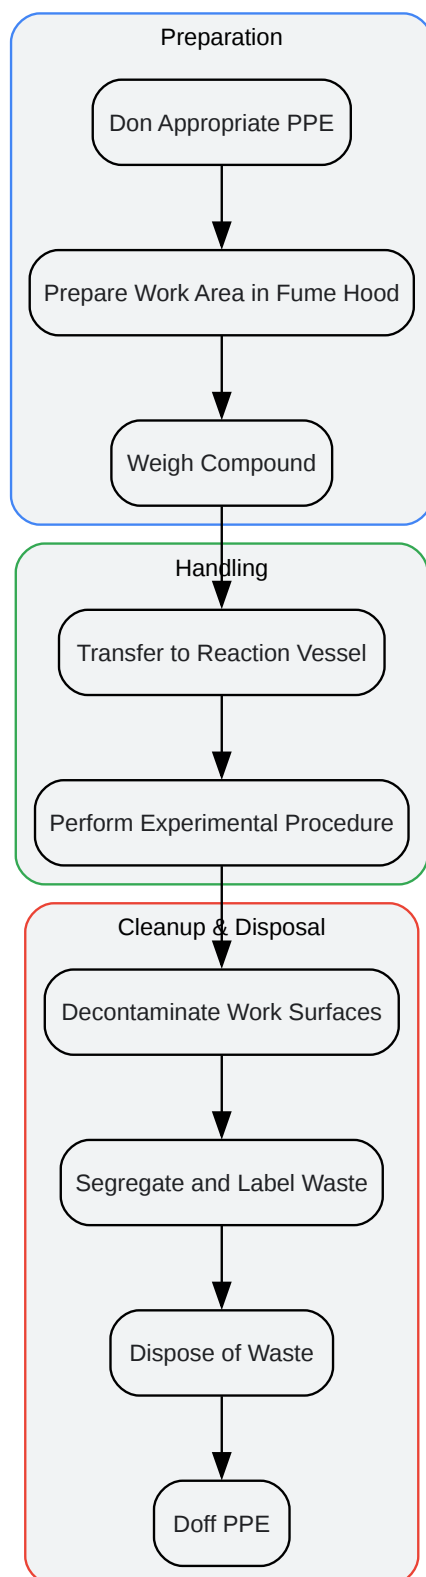 Preparation
Don Appropriate PPE
Prepare Work Area in Fume Hood
Weigh Compound
Handling
Transfer to Reaction Vessel
Perform Experimental Procedure
Cleanup & Disposal
Decontaminate Work Surfaces
Segregate and Label Waste
Dispose of Waste
Doff PPE